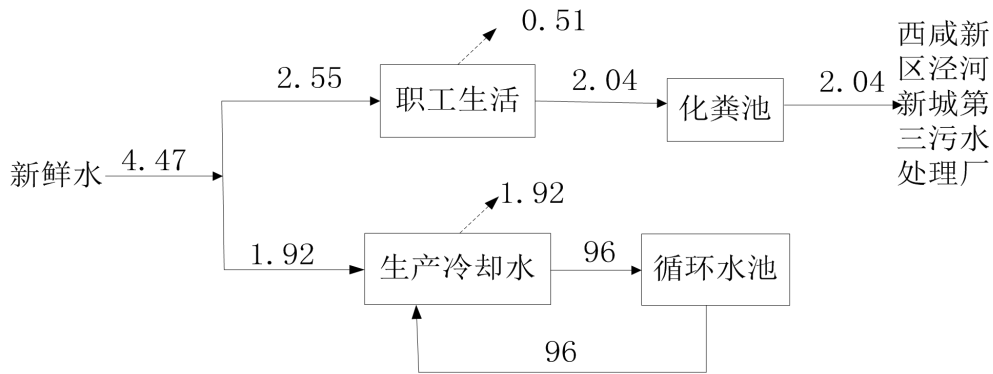 0.51
西咸新
区泾河
新城第
三污水
处理厂
2.55
职工生活
2.04
化粪池
2.04
新鲜水
4.47
1.92
1.92
生产冷却水
96
循环水池
96